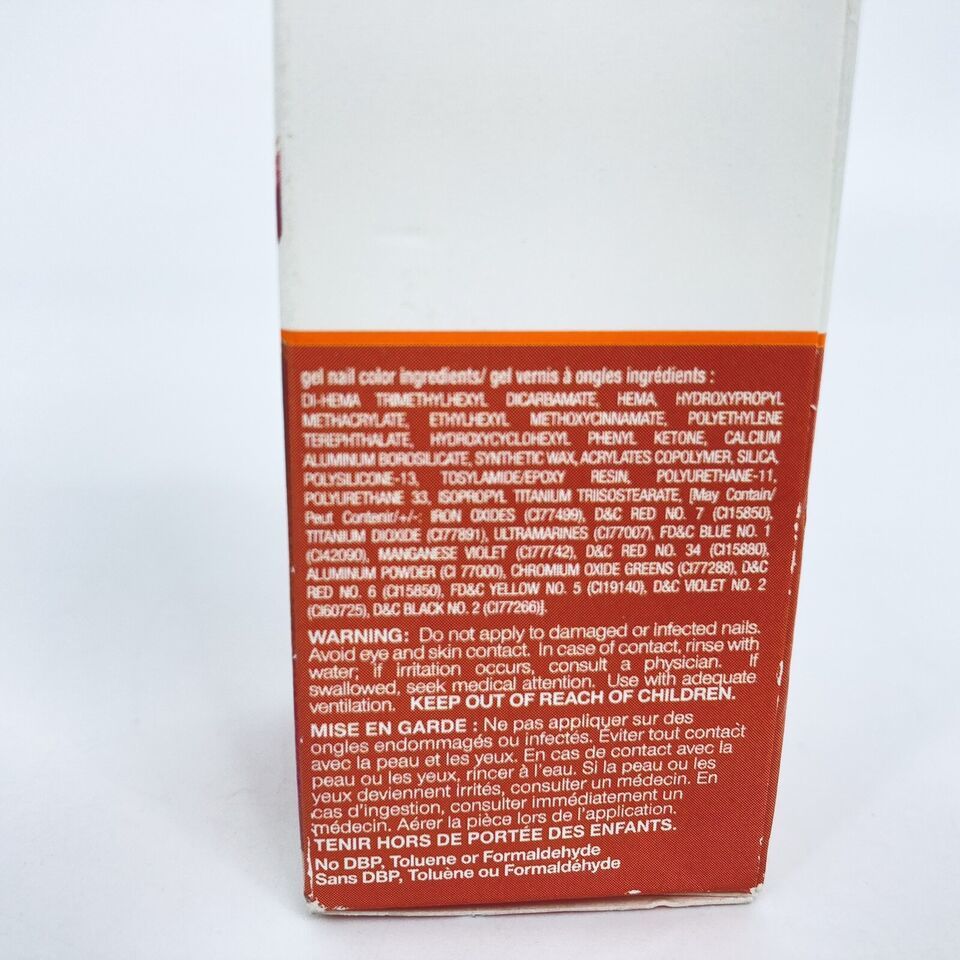 gel nail color ingredients/ gel vernis à ongles ingrédients :
DI-HEMA TRIMETHYLHEXYL DICARBAMATE, HEMA, HYDROXYPROPYL
METHACRYLATE, ETHYLHEXYL METHOXYCINNAMATE, POLYETHYLENE
TEREPHTHALATE, HYDROXYCYCLOHEXYL PHENYL KETONE, CALCIUM
ALUMINUM BOROSILICATE, SYNTHETIC WAX, ACRYLATES COPOLYMER, SILICA,
POLYSILICONE-13, TOSYLAMIDE/EPOXY RESIN, POLYURETHANE-11,
POLYURETHANE 33, ISOPROPYL TITANIUM TRIISOSTEARATE, [May Contain/
Peut Contenir/+/-: IRON OXIDES (CI77499), D&C RED NO. 7 (CI15850),
TITANIUM DIOXIDE (CI77891), ULTRAMARINES (CI77007), FD&C BLUE NO. 1
(CI42090), MANGANESE VIOLET (CI77742), D&C RED NO. 34 (CI15880),
ALUMINUM POWDER (CI 77000), CHROMIUM OXIDE GREENS (CI77288), D&C
RED NO. 6 (CI15850), FD&C YELLOW NO. 5 (CI19140), D&C VIOLET NO. 2
(CI60725), D&C BLACK NO. 2 (CI77266)].
WARNING: Do not apply to damaged or infected nails.
Avoid eye and skin contact. In case of contact, rinse with
water; if irritation occurs, consult a physician. If
swallowed, seek medical attention. Use with adequate
ventilation. KEEP OUT OF REACH OF CHILDREN.
MISE EN GARDE : Ne pas appliquer sur des
ongles endommagés ou infectés. Éviter tout contact
avec la peau et les yeux. En cas de contact avec la
peau ou les yeux, rincer à l'eau. Si la peau ou les
yeux deviennent irrités, consulter un médecin. En
cas d'ingestion, consulter immédiatement un
médecin. Aérer la pièce lors de l'application.
TENIR HORS DE PORTÉE DES ENFANTS.
No DBP, Toluene or Formaldehyde
Sans DBP, Toluène ou Formaldéhyde